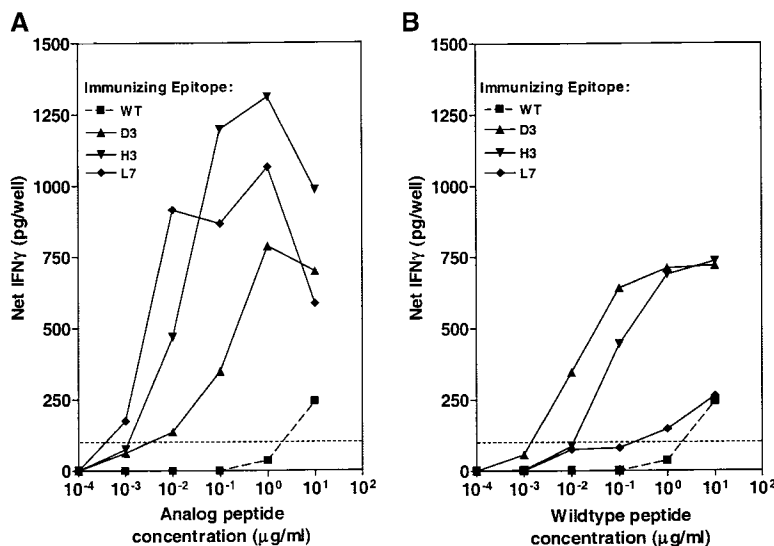 A
1500
1250
1000
750
500
250
0
Net IFNγ (pg/well)
Immunizing Epitope:
WT
D3
H3
L7
10⁻⁴ 10⁻³ 10⁻² 10⁻¹ 10⁰ 10¹ 10²
Analog peptide
concentration (μg/ml)
B
1500
1250
1000
750
500
250
0
Net IFNγ (pg/well)
Immunizing Epitope:
WT
D3
H3
L7
10⁻⁴ 10⁻³ 10⁻² 10⁻¹ 10⁰ 10¹ 10²
Wildtype peptide
concentration (μg/ml)